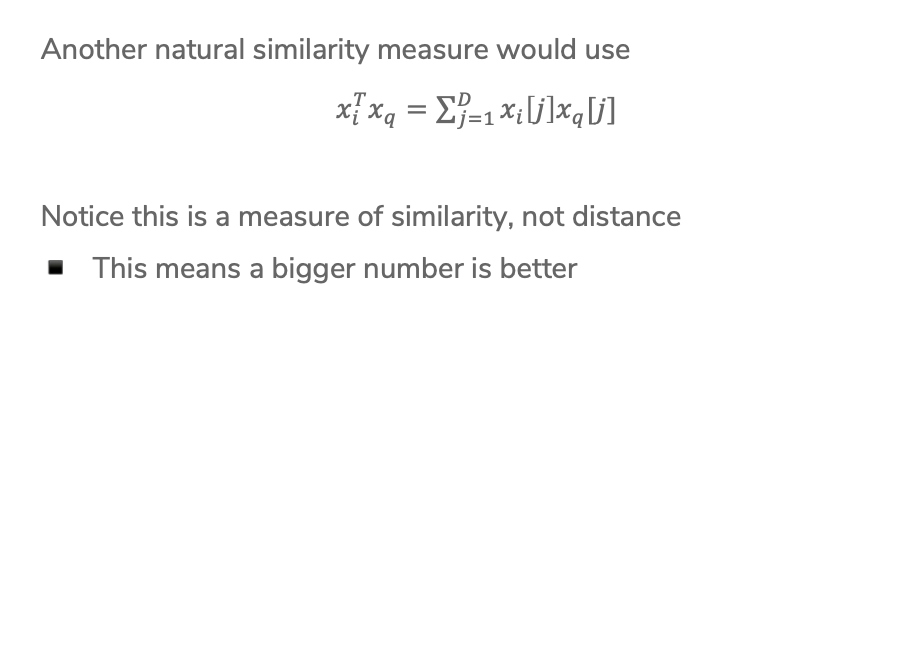 Another natural similarity measure would use
$x_i^T x_q = \sum_{j=1}^{D} x_i[j]x_q[j]$
Notice this is a measure of similarity, not distance
▪ This means a bigger number is better